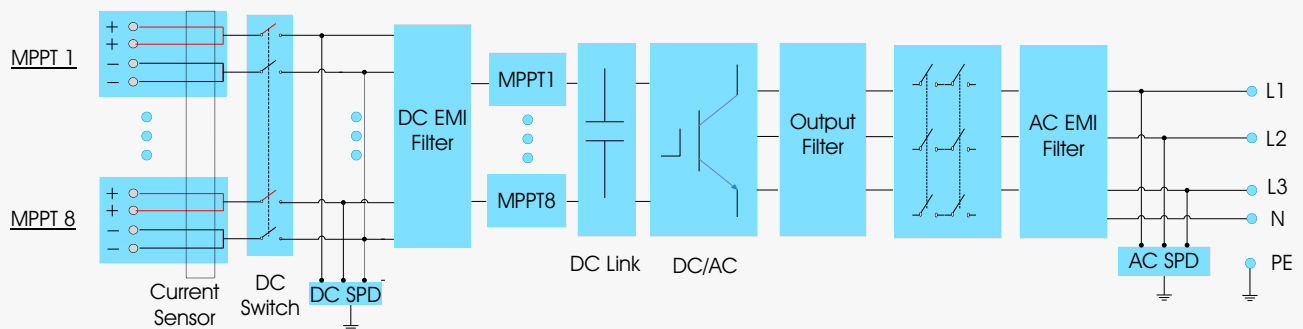 MPPT 1
+
+
−
−
MPPT 8
+
+
−
−
Current
Sensor
DC
Switch
DC SPD
DC EMI
Filter
MPPT1
MPPT8
DC Link
DC/AC
Output
Filter
AC EMI
Filter
L1
L2
L3
N
AC SPD
PE